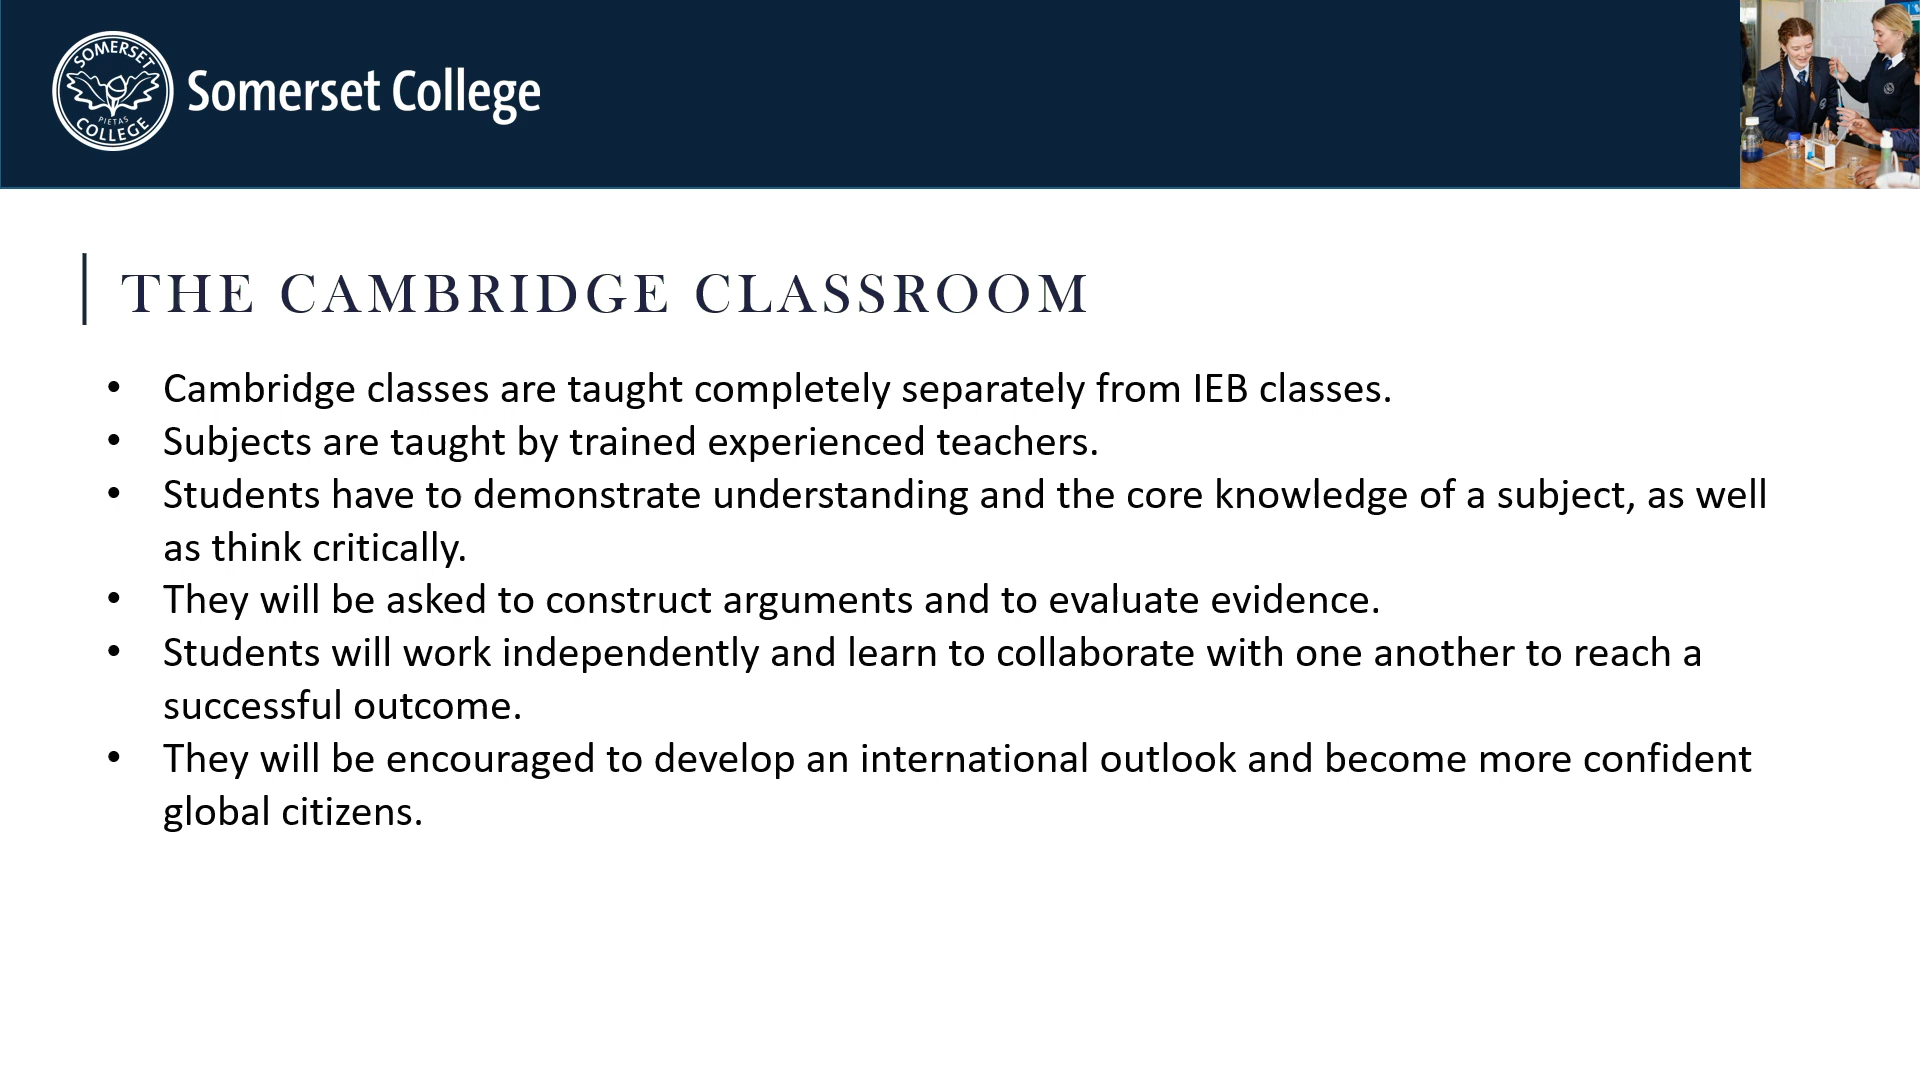 SOMERSET
PIETAS
COLLEGE
Somerset College
THE CAMBRIDGE CLASSROOM
• Cambridge classes are taught completely separately from IEB classes.
• Subjects are taught by trained experienced teachers.
• Students have to demonstrate understanding and the core knowledge of a subject, as well
as think critically.
• They will be asked to construct arguments and to evaluate evidence.
• Students will work independently and learn to collaborate with one another to reach a
successful outcome.
• They will be encouraged to develop an international outlook and become more confident
global citizens.